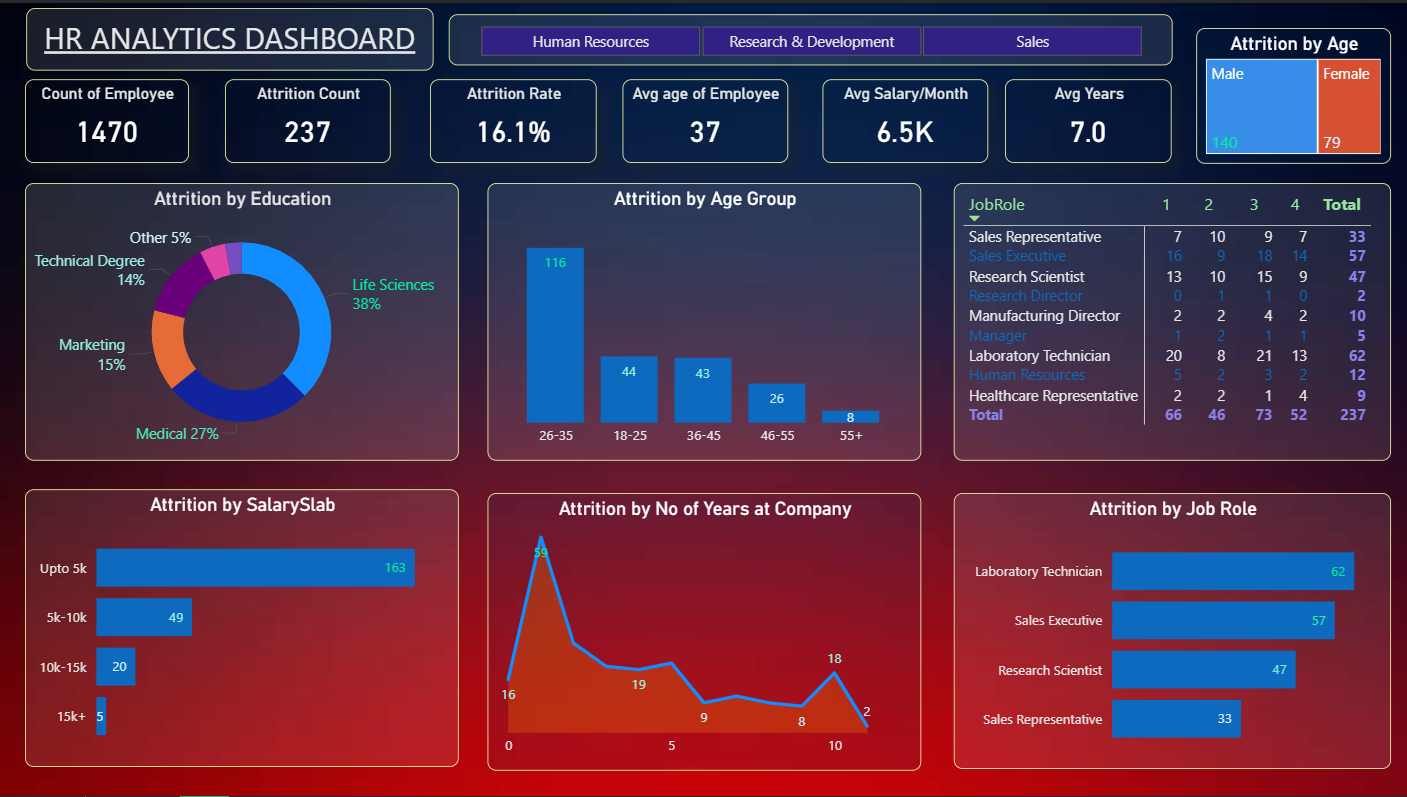 HR ANALYTICS DASHBOARD
Human Resources
Research & Development
Sales
Attrition by Age
Male
Female
140
79
Count of Employee
1470
Attrition Count
237
Attrition Rate
16.1%
Avg age of Employee
37
Avg Salary/Month
6.5K
Avg Years
7.0
Attrition by Education
Other 5%
Technical Degree
14%
Life Sciences
38%
Marketing
15%
Medical 27%
Attrition by Age Group
116
44
43
26
8
26-35
18-25
36-45
46-55
55+
JobRole 1 2 3 4 Total
Sales Representative 7 10 9 7 33
Sales Executive 16 9 18 14 57
Research Scientist 13 10 15 9 47
Research Director 0 1 1 0 2
Manufacturing Director 2 2 4 2 10
Manager 1 2 1 1 5
Laboratory Technician 20 8 21 13 62
Human Resources 5 2 3 2 12
Healthcare Representative 2 2 1 4 9
Total 66 46 73 52 237
Attrition by SalarySlab
Upto 5k 163
5k-10k 49
10k-15k 20
15k+ 5
Attrition by No of Years at Company
59
16
19
9
8
18
2
0
5
10
Attrition by Job Role
Laboratory Technician 62
Sales Executive 57
Research Scientist 47
Sales Representative 33